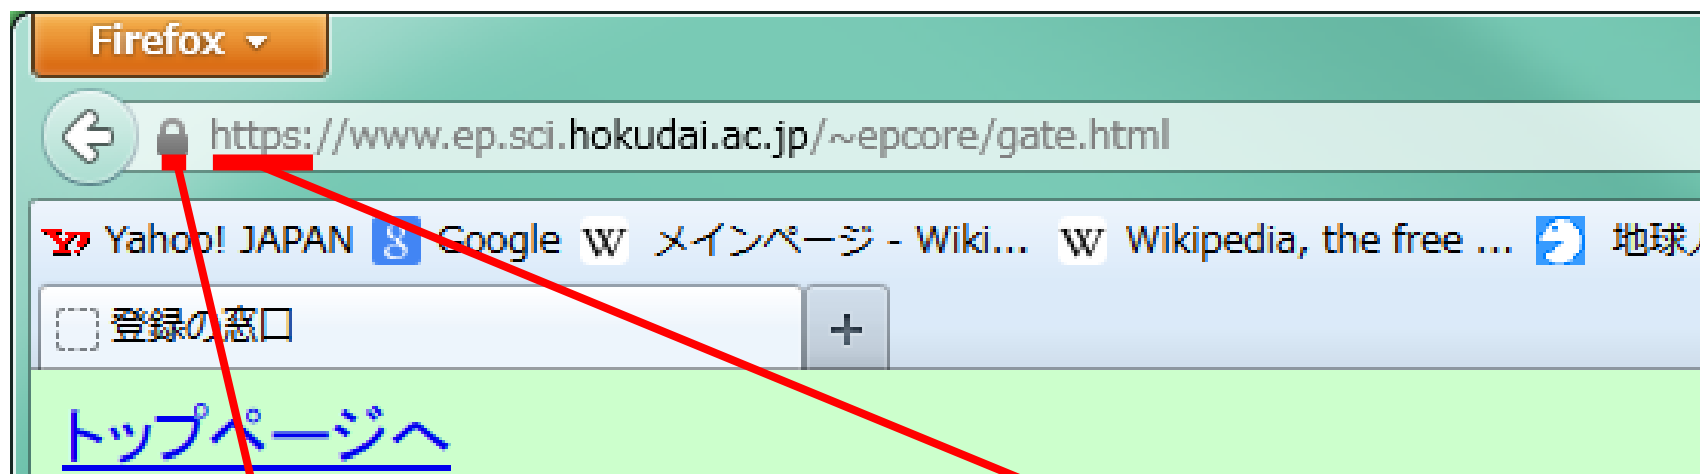 Firefox
https://www.ep.sci.hokudai.ac.jp/~epcore/gate.html
Yahoo! JAPAN Google W メインページ - Wiki... W Wikipedia, the free ... 地球
登録の窓口
トップページへ